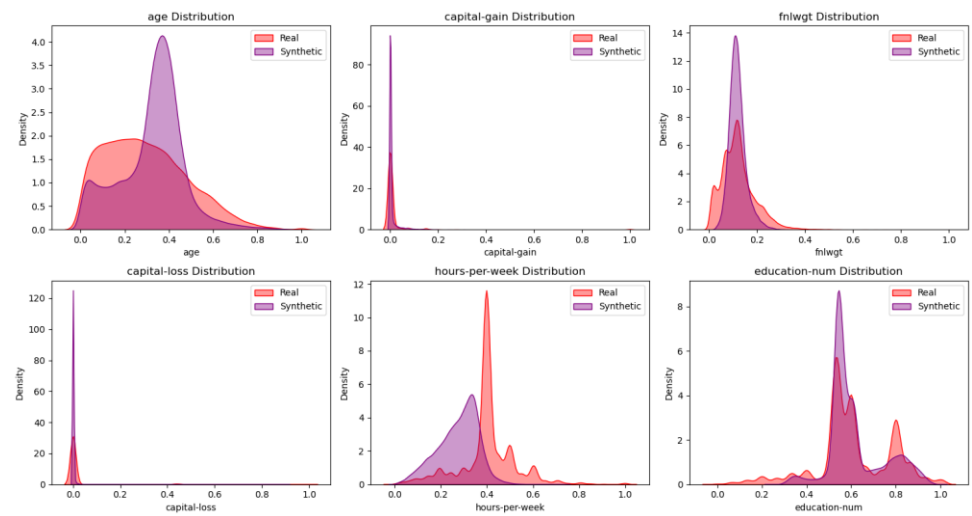 age Distribution
4.0
3.5
3.0
2.5
2.0
1.5
1.0
0.5
0.0
Density
Real
Synthetic
0.0 0.2 0.4 0.6 0.8 1.0
age
capital-gain Distribution
80
60
40
20
0
Density
Real
Synthetic
0.0 0.2 0.4 0.6 0.8 1.0
capital-gain
fnlwgt Distribution
14
12
10
8
6
4
2
0
Density
Real
Synthetic
0.0 0.2 0.4 0.6 0.8 1.0
fnlwgt
capital-loss Distribution
120
100
80
60
40
20
0
Density
Real
Synthetic
0.0 0.2 0.4 0.6 0.8 1.0
capital-loss
hours-per-week Distribution
12
10
8
6
4
2
0
Density
Real
Synthetic
0.0 0.2 0.4 0.6 0.8 1.0
hours-per-week
education-num Distribution
8
6
4
2
0
Density
Real
Synthetic
0.0 0.2 0.4 0.6 0.8 1.0
education-num